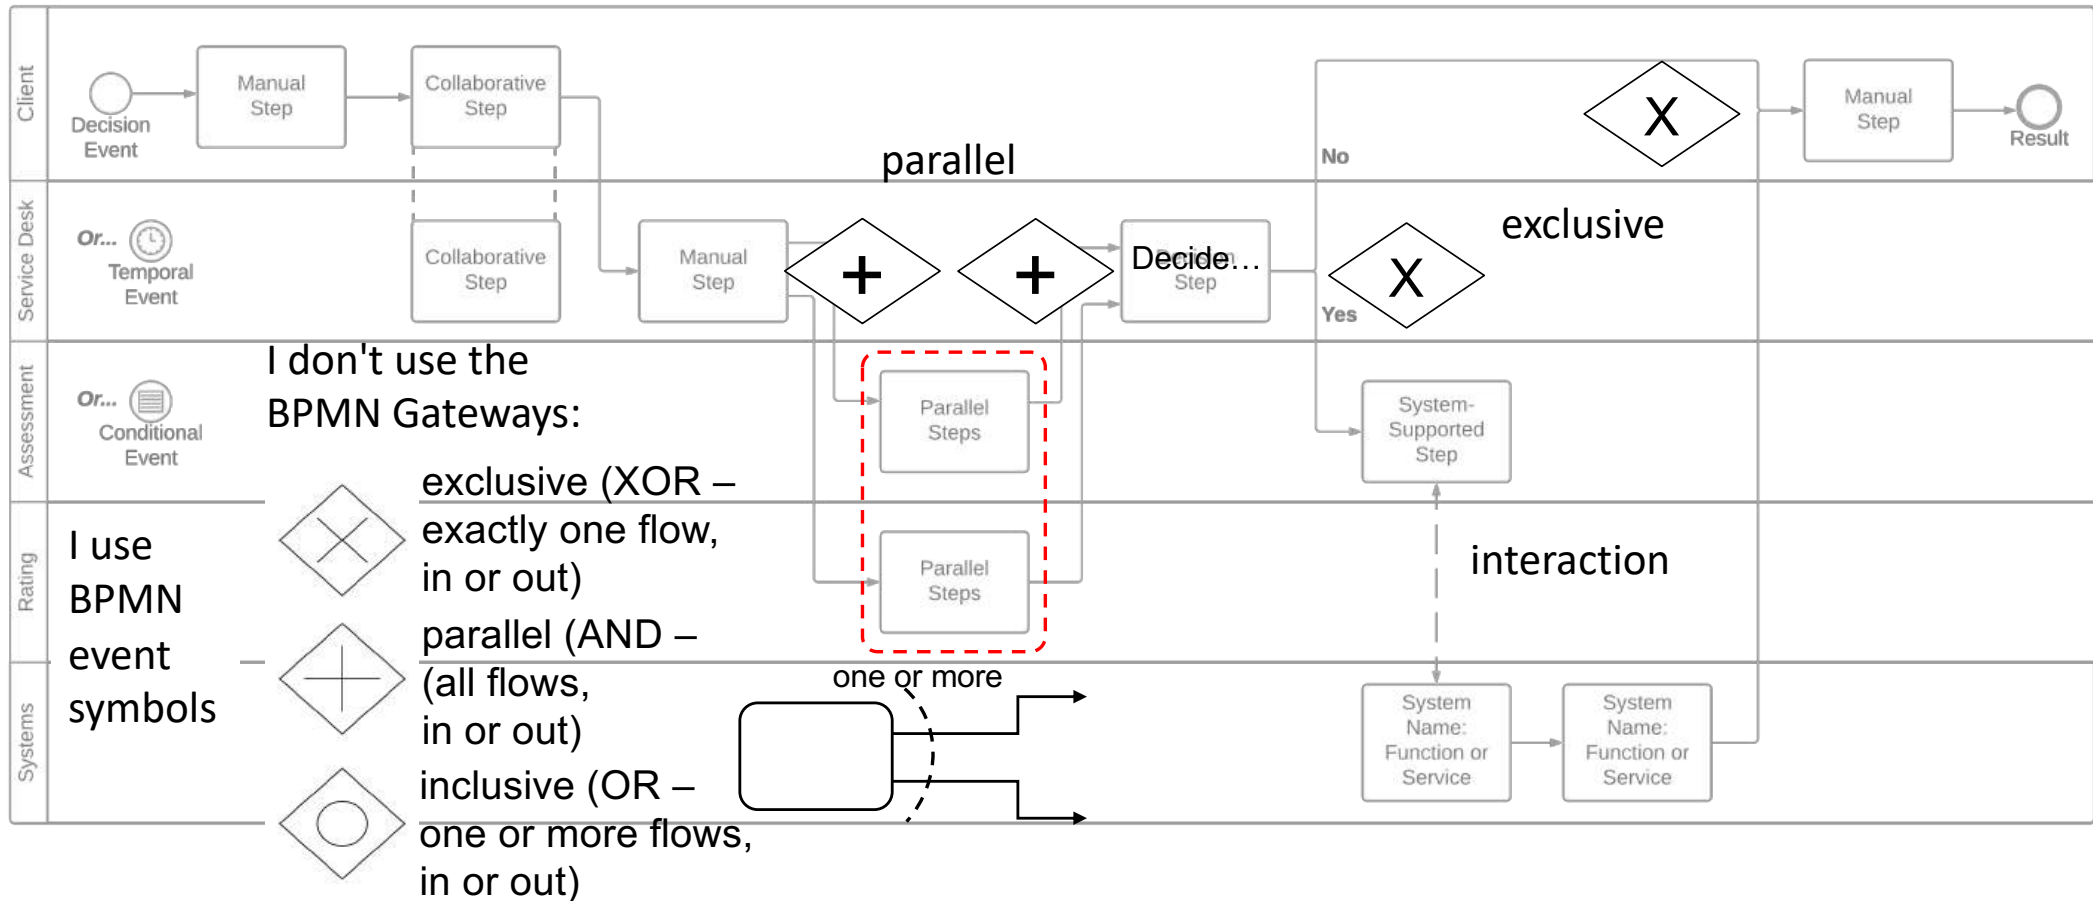 Client
Decision
Event
Manual
Step
Collaborative
Step
parallel
No
X
Manual
Step
Result
Service Desk
Or...
Temporal
Event
Collaborative
Step
Manual
Step
+
+
Decide...
Step
Yes
X
exclusive
Assessment
Or...
Conditional
Event
I don't use the
BPMN Gateways:
Parallel
Steps
System-
Supported
Step
exclusive (XOR –
exactly one flow,
in or out)
Rating
I use
BPMN
event
symbols
Parallel
Steps
interaction
parallel (AND –
(all flows,
in or out)
Systems
one or more
System
Name:
Function or
Service
System
Name:
Function or
Service
inclusive (OR –
one or more flows,
in or out)